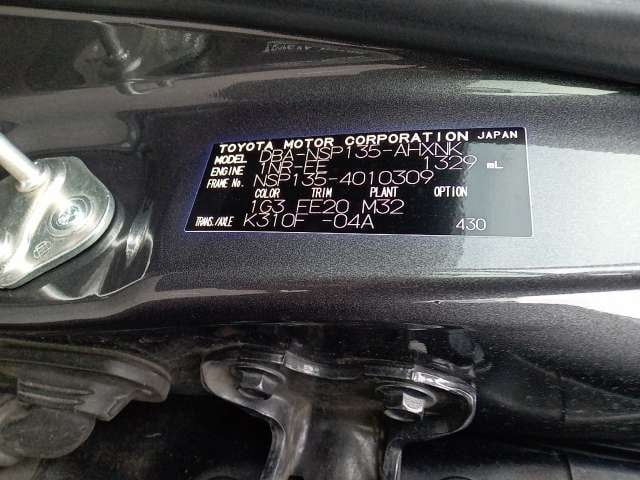 TOYOTA MOTOR CORPORATION JAPAN
MODEL DBA-NSP135-AHXNK
ENGINE 1NR-FE 1329 mL
FRAME No. NSP135-4010309
COLOR TRIM PLANT OPTION
1G3 FE20 M32
TRANS./AXLE K310F -04A 430